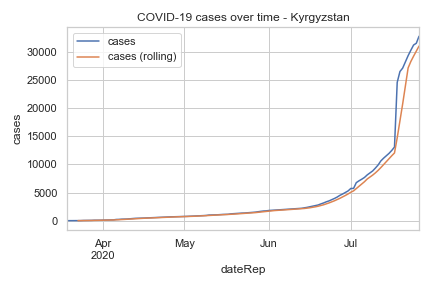 COVID-19 cases over time - Kyrgyzstan
cases
cases (rolling)
30000
25000
20000
15000
10000
5000
0
cases
Apr
2020
May
Jun
Jul
dateRep